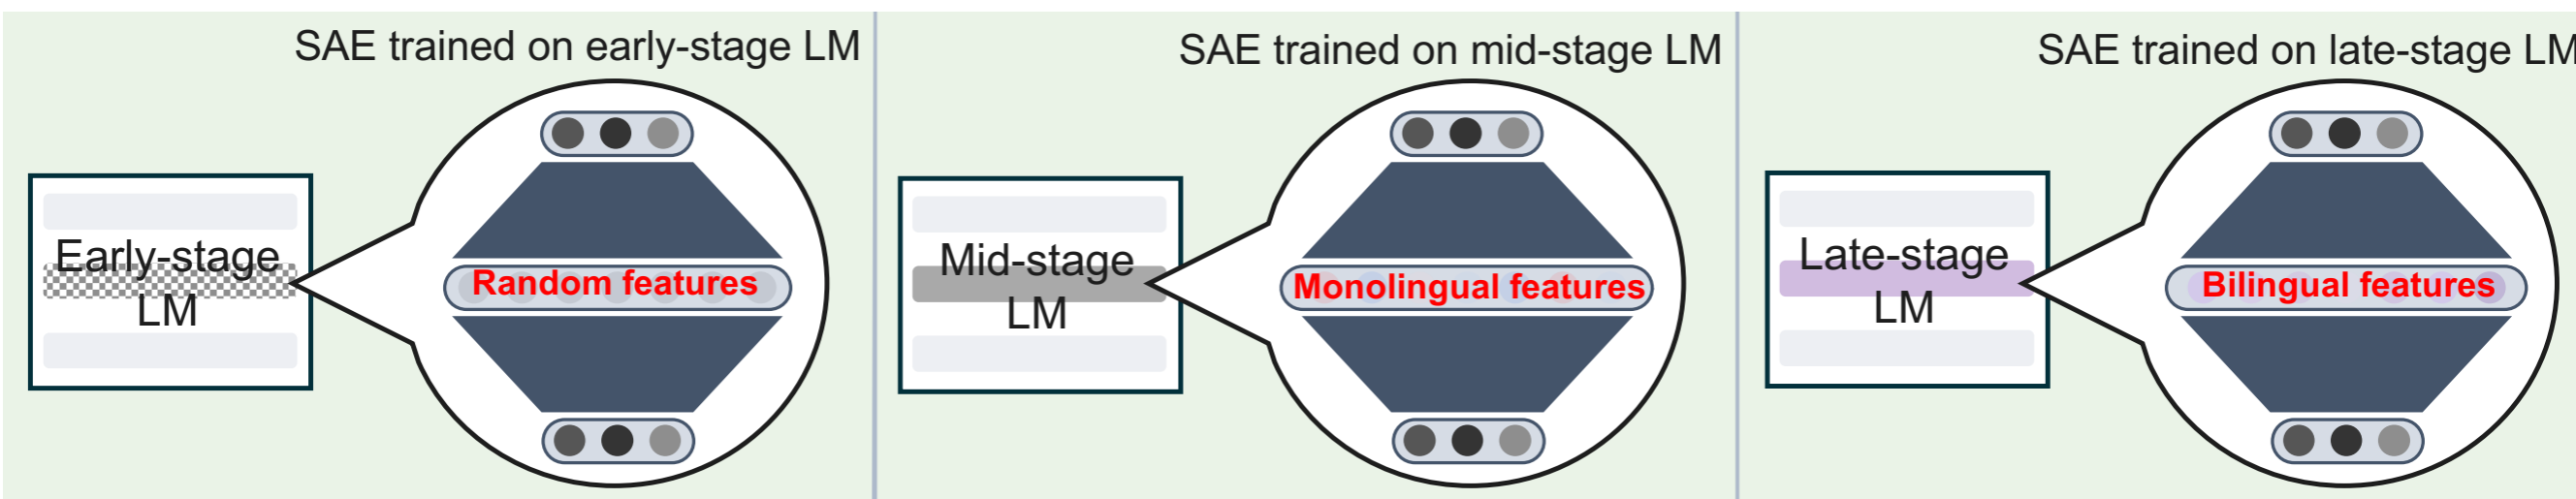 SAE trained on early-stage LM
Early-stage
LM
Random features
SAE trained on mid-stage LM
Mid-stage
LM
Monolingual features
SAE trained on late-stage LM
Late-stage
LM
Bilingual features